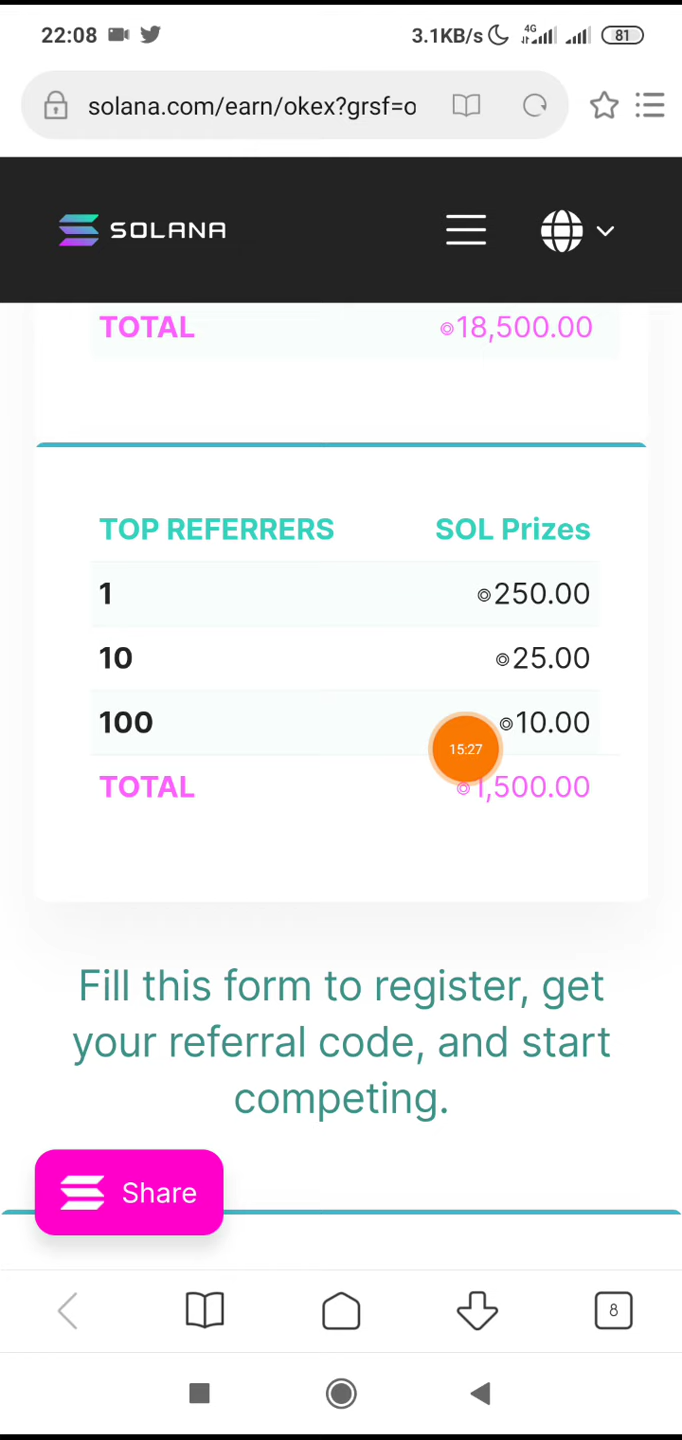 22:08 3.1KB/s 4G 81
solana.com/earn/okex?grsf=o
SOLANA
TOTAL 18,500.00
TOP REFERRERS SOL Prizes
1 250.00
10 25.00
100 10.00
15:27
TOTAL 1,500.00
Fill this form to register, get
your referral code, and start
competing.
Share
8